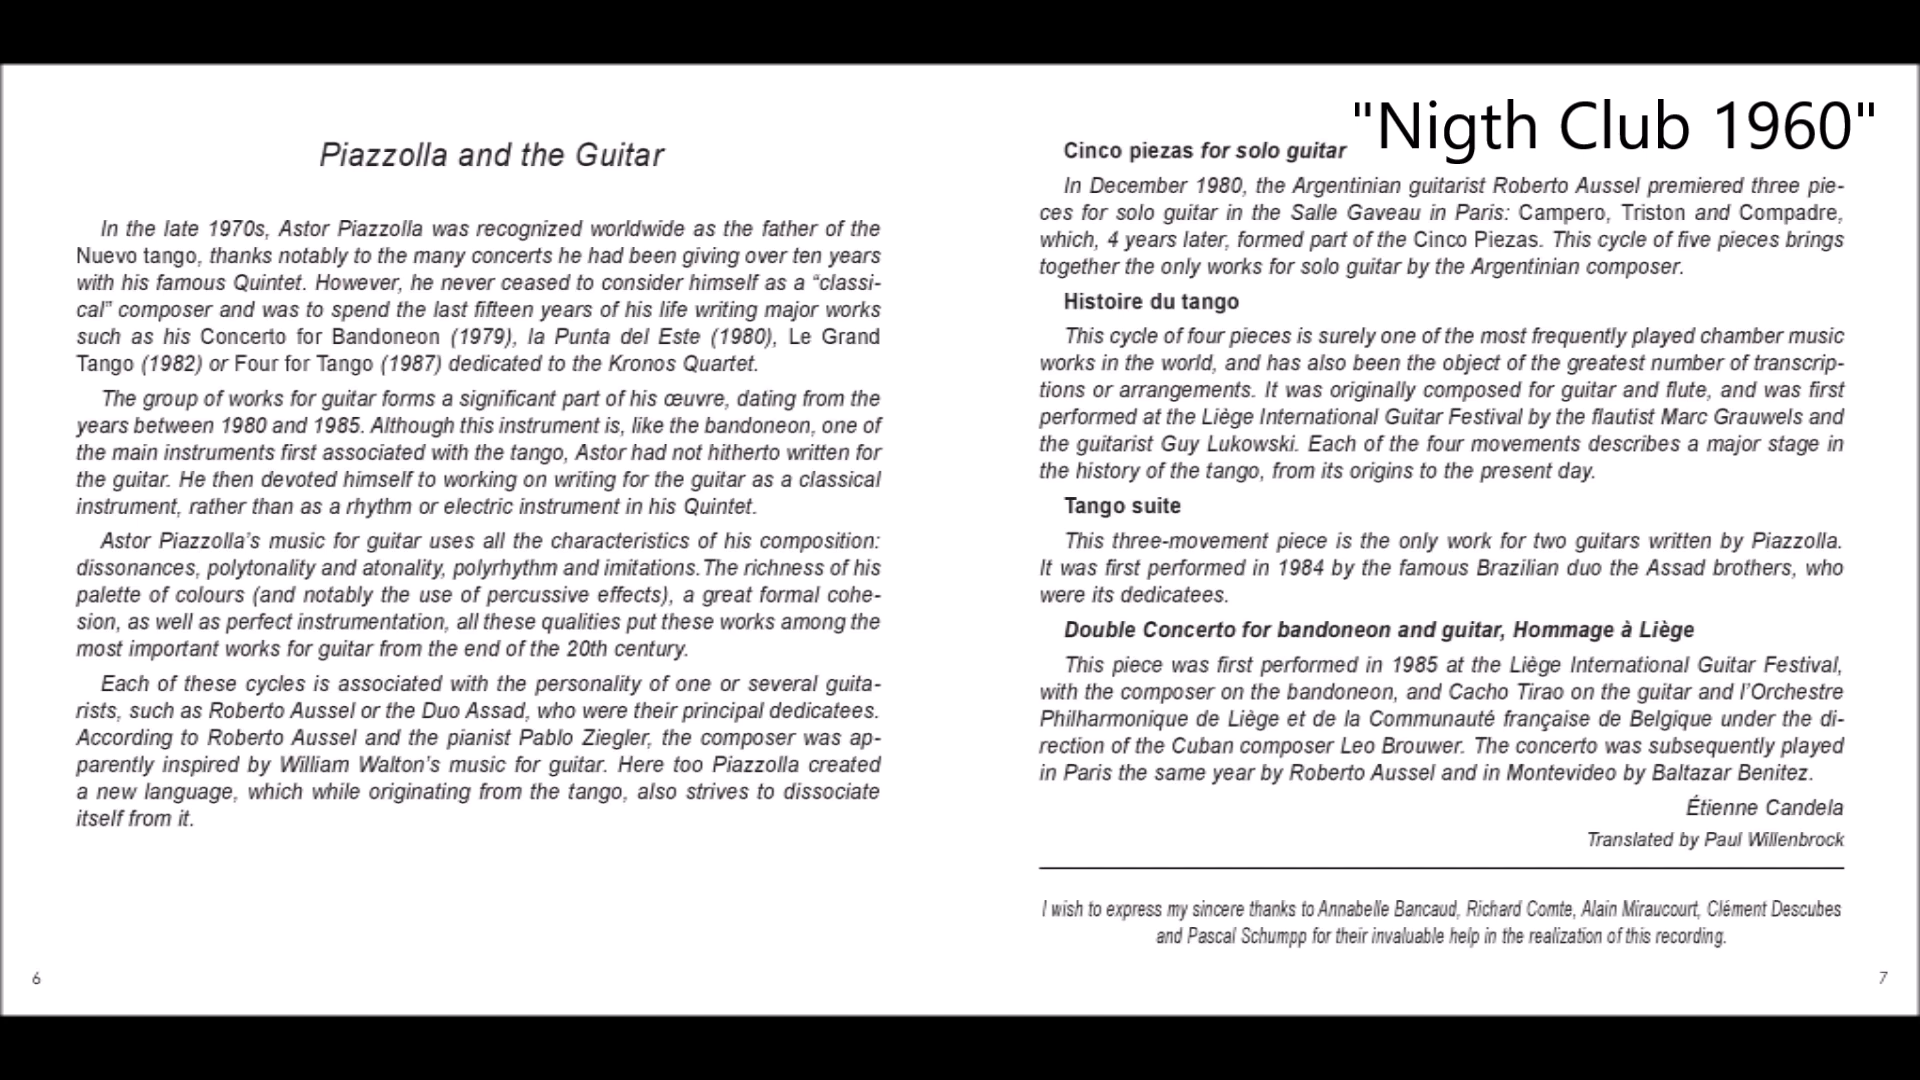 Piazzolla and the Guitar
In the late 1970s, Astor Piazzolla was recognized worldwide as the father of the
Nuevo tango, thanks notably to the many concerts he had been giving over ten years
with his famous Quintet. However, he never ceased to consider himself as a “classi-
cal” composer and was to spend the last fifteen years of his life writing major works
such as his Concerto for Bandoneon (1979), la Punta del Este (1980), Le Grand
Tango (1982) or Four for Tango (1987) dedicated to the Kronos Quartet.
The group of works for guitar forms a significant part of his œuvre, dating from the
years between 1980 and 1985. Although this instrument is, like the bandoneon, one of
the main instruments first associated with the tango, Astor had not hitherto written for
the guitar. He then devoted himself to working on writing for the guitar as a classical
instrument, rather than as a rhythm or electric instrument in his Quintet.
Astor Piazzolla’s music for guitar uses all the characteristics of his composition:
dissonances, polytonality and atonality, polyrhythm and imitations. The richness of his
palette of colours (and notably the use of percussive effects), a great formal cohe-
sion, as well as perfect instrumentation, all these qualities put these works among the
most important works for guitar from the end of the 20th century.
Each of these cycles is associated with the personality of one or several guita-
rists, such as Roberto Aussel or the Duo Assad, who were their principal dedicatees.
According to Roberto Aussel and the pianist Pablo Ziegler, the composer was ap-
parently inspired by William Walton’s music for guitar. Here too Piazzolla created
a new language, which while originating from the tango, also strives to dissociate
itself from it.
6
"Nigth Club 1960"
Cinco piezas for solo guitar
In December 1980, the Argentinian guitarist Roberto Aussel premiered three pie-
ces for solo guitar in the Salle Gaveau in Paris: Campero, Triston and Compadre,
which, 4 years later, formed part of the Cinco Piezas. This cycle of five pieces brings
together the only works for solo guitar by the Argentinian composer.
Histoire du tango
This cycle of four pieces is surely one of the most frequently played chamber music
works in the world, and has also been the object of the greatest number of transcrip-
tions or arrangements. It was originally composed for guitar and flute, and was first
performed at the Liège International Guitar Festival by the flautist Marc Grauwels and
the guitarist Guy Lukowski. Each of the four movements describes a major stage in
the history of the tango, from its origins to the present day.
Tango suite
This three-movement piece is the only work for two guitars written by Piazzolla.
It was first performed in 1984 by the famous Brazilian duo the Assad brothers, who
were its dedicatees.
Double Concerto for bandoneon and guitar, Hommage à Liège
This piece was first performed in 1985 at the Liège International Guitar Festival,
with the composer on the bandoneon, and Cacho Tirao on the guitar and l’Orchestre
Philharmonique de Liège et de la Communauté française de Belgique under the di-
rection of the Cuban composer Leo Brouwer. The concerto was subsequently played
in Paris the same year by Roberto Aussel and in Montevideo by Baltazar Benitez.
Étienne Candela
Translated by Paul Willenbrock
I wish to express my sincere thanks to Annabelle Bancaud, Richard Comte, Alain Miraucourt, Clément Descubes
and Pascal Schumpp for their invaluable help in the realization of this recording.
7